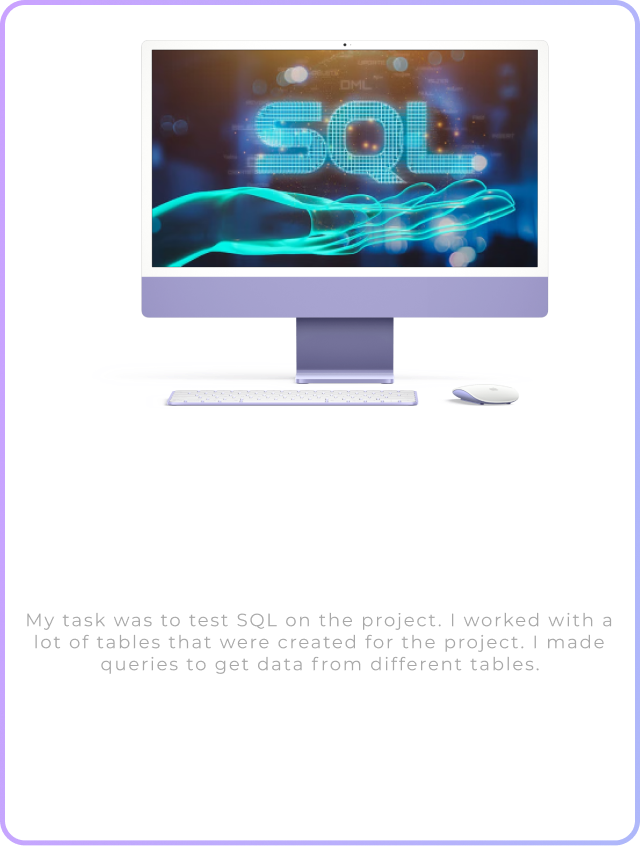 DML
SQL
My task was to test SQL on the project. I worked with a
lot of tables that were created for the project. I made
queries to get data from different tables.